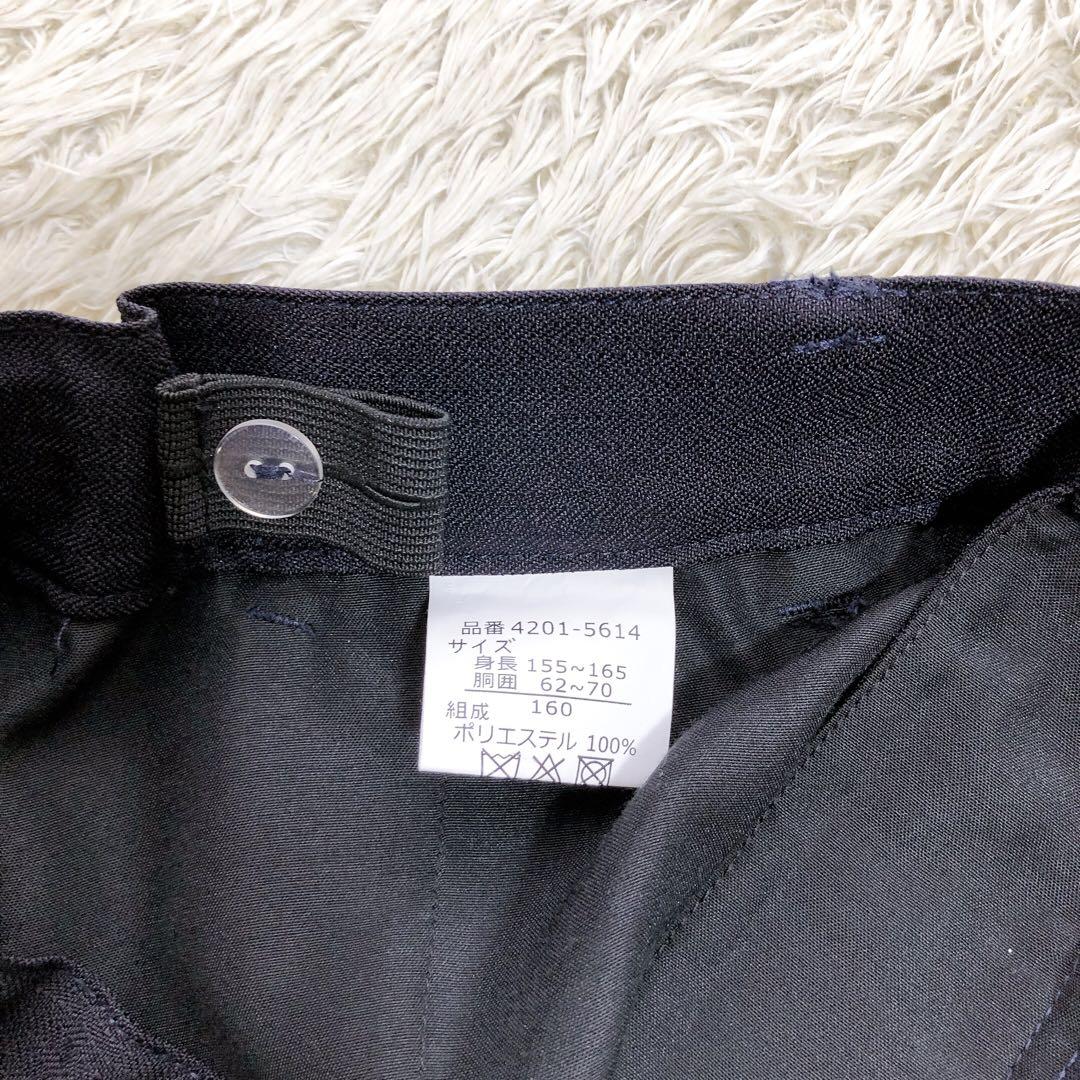 品番 4201-5614
サイズ
身長 155~165
胴囲 62~70
160
組成
ポリエステル 100%